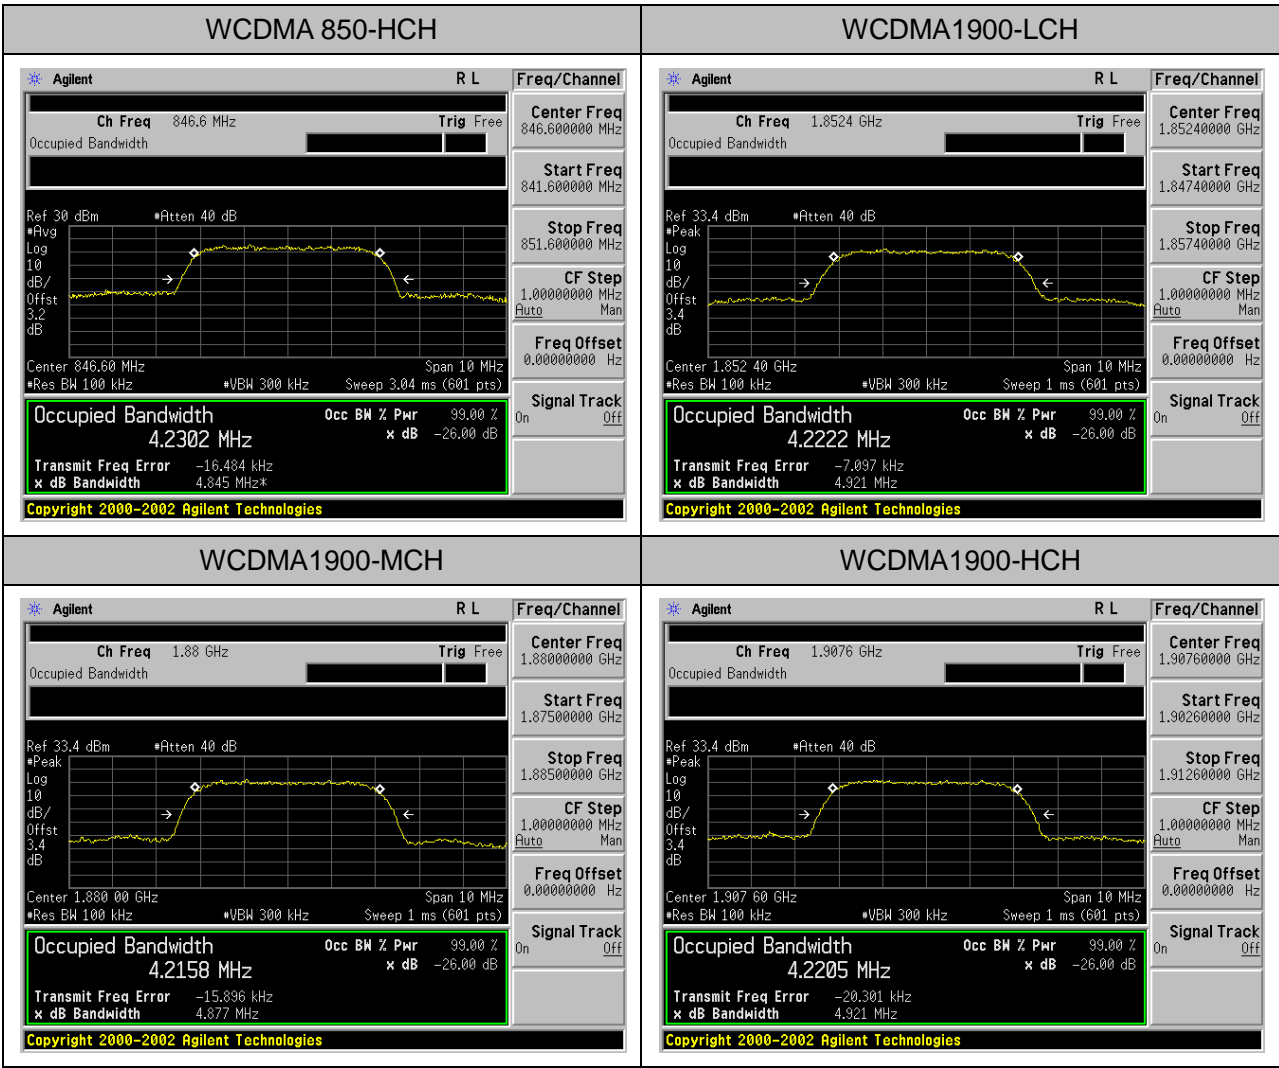 WCDMA 850-HCH
Agilent R L Freq/Channel
Ch Freq 846.6 MHz Trig Free
Occupied Bandwidth
Center Freq
846.600000 MHz
Start Freq
841.600000 MHz
Stop Freq
851.600000 MHz
CF Step
1.00000000 MHz
Auto Man
Freq Offset
0.00000000 Hz
Signal Track
On Off
Ref 30 dBm #Atten 40 dB
#Avg
Log
10
dB/
Offst
3.2
dB
Center 846.60 MHz Span 10 MHz
#Res BW 100 kHz #VBW 300 kHz Sweep 3.04 ms (601 pts)
Occupied Bandwidth Occ BW % Pwr 99.00 %
4.2302 MHz x dB -26.00 dB
Transmit Freq Error -16.484 kHz
x dB Bandwidth 4.845 MHz*
Copyright 2000-2002 Agilent Technologies
WCDMA1900-LCH
Agilent R L Freq/Channel
Ch Freq 1.8524 GHz Trig Free
Occupied Bandwidth
Center Freq
1.85240000 GHz
Start Freq
1.84740000 GHz
Stop Freq
1.85740000 GHz
CF Step
1.00000000 MHz
Auto Man
Freq Offset
0.00000000 Hz
Signal Track
On Off
Ref 33.4 dBm #Atten 40 dB
#Peak
Log
10
dB/
Offst
3.4
dB
Center 1.852 40 GHz Span 10 MHz
#Res BW 100 kHz #VBW 300 kHz Sweep 1 ms (601 pts)
Occupied Bandwidth Occ BW % Pwr 99.00 %
4.2222 MHz x dB -26.00 dB
Transmit Freq Error -7.097 kHz
x dB Bandwidth 4.921 MHz
Copyright 2000-2002 Agilent Technologies
WCDMA1900-MCH
Agilent R L Freq/Channel
Ch Freq 1.88 GHz Trig Free
Occupied Bandwidth
Center Freq
1.88000000 GHz
Start Freq
1.87500000 GHz
Stop Freq
1.88500000 GHz
CF Step
1.00000000 MHz
Auto Man
Freq Offset
0.00000000 Hz
Signal Track
On Off
Ref 33.4 dBm #Atten 40 dB
#Peak
Log
10
dB/
Offst
3.4
dB
Center 1.880 00 GHz Span 10 MHz
#Res BW 100 kHz #VBW 300 kHz Sweep 1 ms (601 pts)
Occupied Bandwidth Occ BW % Pwr 99.00 %
4.2158 MHz x dB -26.00 dB
Transmit Freq Error -15.896 kHz
x dB Bandwidth 4.877 MHz
Copyright 2000-2002 Agilent Technologies
WCDMA1900-HCH
Agilent R L Freq/Channel
Ch Freq 1.9076 GHz Trig Free
Occupied Bandwidth
Center Freq
1.90760000 GHz
Start Freq
1.90260000 GHz
Stop Freq
1.91260000 GHz
CF Step
1.00000000 MHz
Auto Man
Freq Offset
0.00000000 Hz
Signal Track
On Off
Ref 33.4 dBm #Atten 40 dB
#Peak
Log
10
dB/
Offst
3.4
dB
Center 1.907 60 GHz Span 10 MHz
#Res BW 100 kHz #VBW 300 kHz Sweep 1 ms (601 pts)
Occupied Bandwidth Occ BW % Pwr 99.00 %
4.2205 MHz x dB -26.00 dB
Transmit Freq Error -20.301 kHz
x dB Bandwidth 4.921 MHz
Copyright 2000-2002 Agilent Technologies